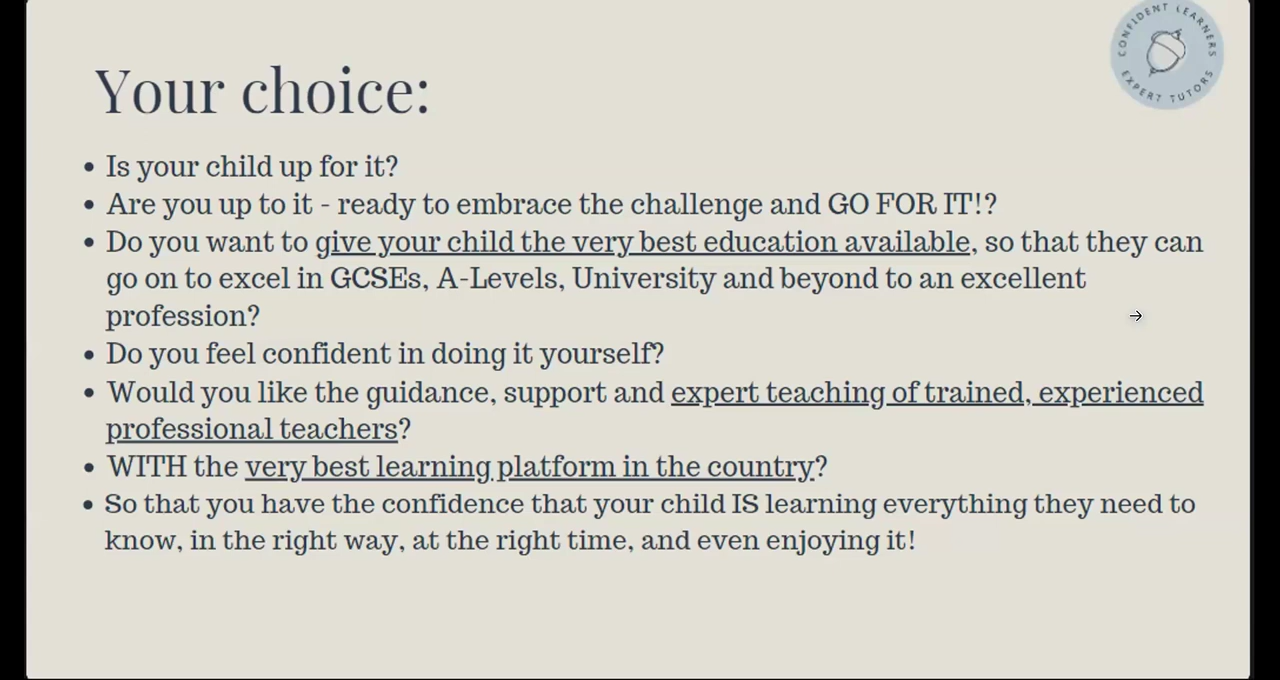 CONFIDENT LEARNERS
EXPERT TUTORS
Your choice:
• Is your child up for it?
• Are you up to it - ready to embrace the challenge and GO FOR IT!?
• Do you want to give your child the very best education available, so that they can
go on to excel in GCSEs, A-Levels, University and beyond to an excellent
profession?
• Do you feel confident in doing it yourself?
• Would you like the guidance, support and expert teaching of trained, experienced
professional teachers?
• WITH the very best learning platform in the country?
• So that you have the confidence that your child IS learning everything they need to
know, in the right way, at the right time, and even enjoying it!